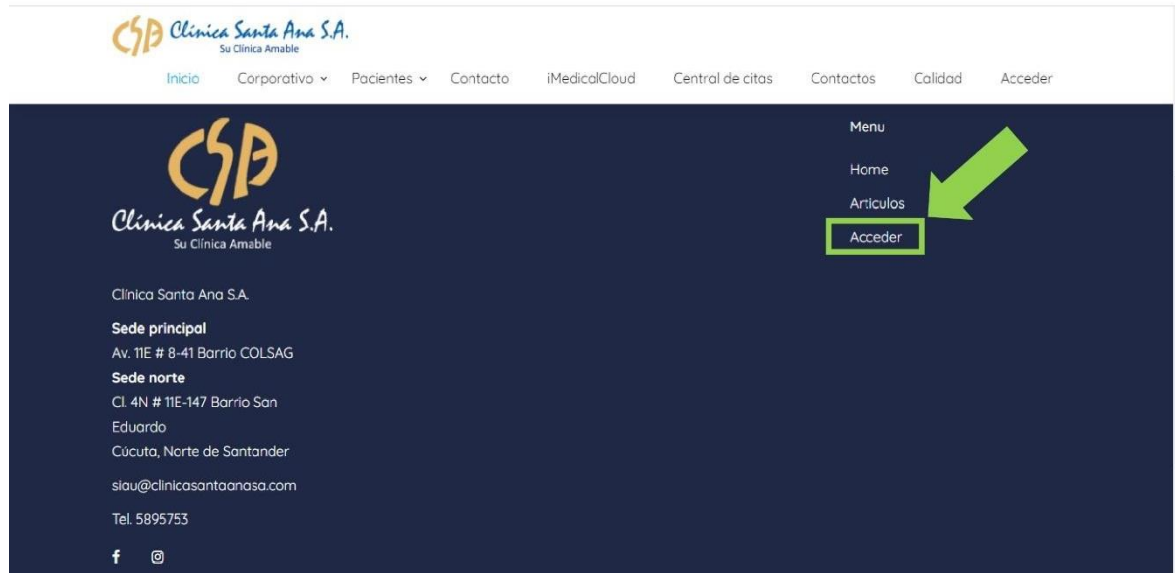 CSA Clínica Santa Ana S.A.
Su Clínica Amable
Inicio Corporativo Pacientes Contacto iMedicalCloud Central de citas Contactos Calidad Acceder
CSA
Clínica Santa Ana S.A.
Su Clínica Amable
Clínica Santa Ana S.A.
Sede principal
Av. 11E # 8-41 Barrio COLSAG
Sede norte
Cl. 4N # 11E-147 Barrio San
Eduardo
Cúcuta, Norte de Santander
siau@clinicasantaanasa.com
Tel. 5895753
Menu
Home
Articulos
Acceder